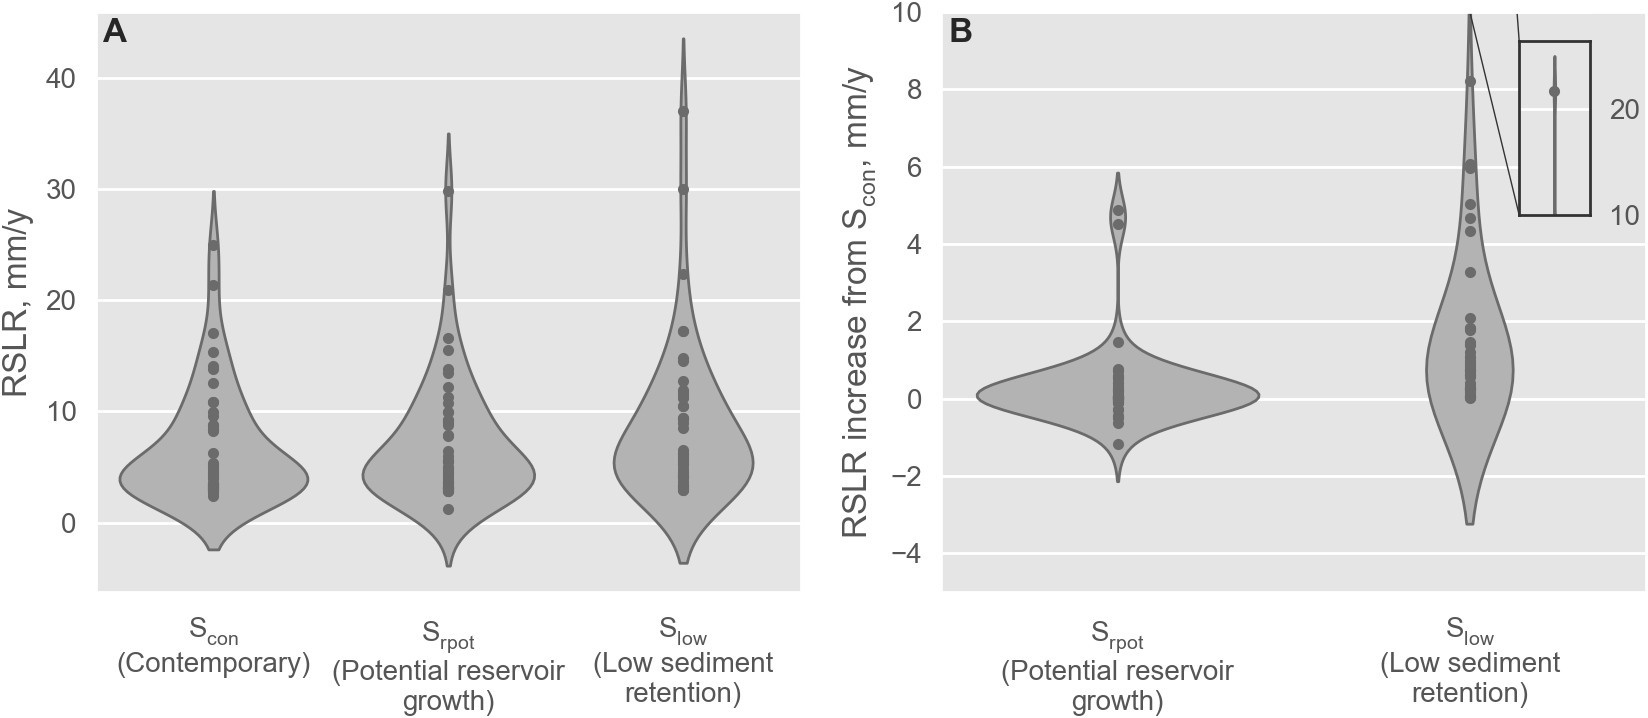 A
RSLR, mm/y
40
30
20
10
0
S_con
(Contemporary)
S_rpot
(Potential reservoir
growth)
S_low
(Low sediment
retention)
B
RSLR increase from S_con, mm/y
10
8
6
4
2
0
−2
−4
20
10
S_rpot
(Potential reservoir
growth)
S_low
(Low sediment
retention)